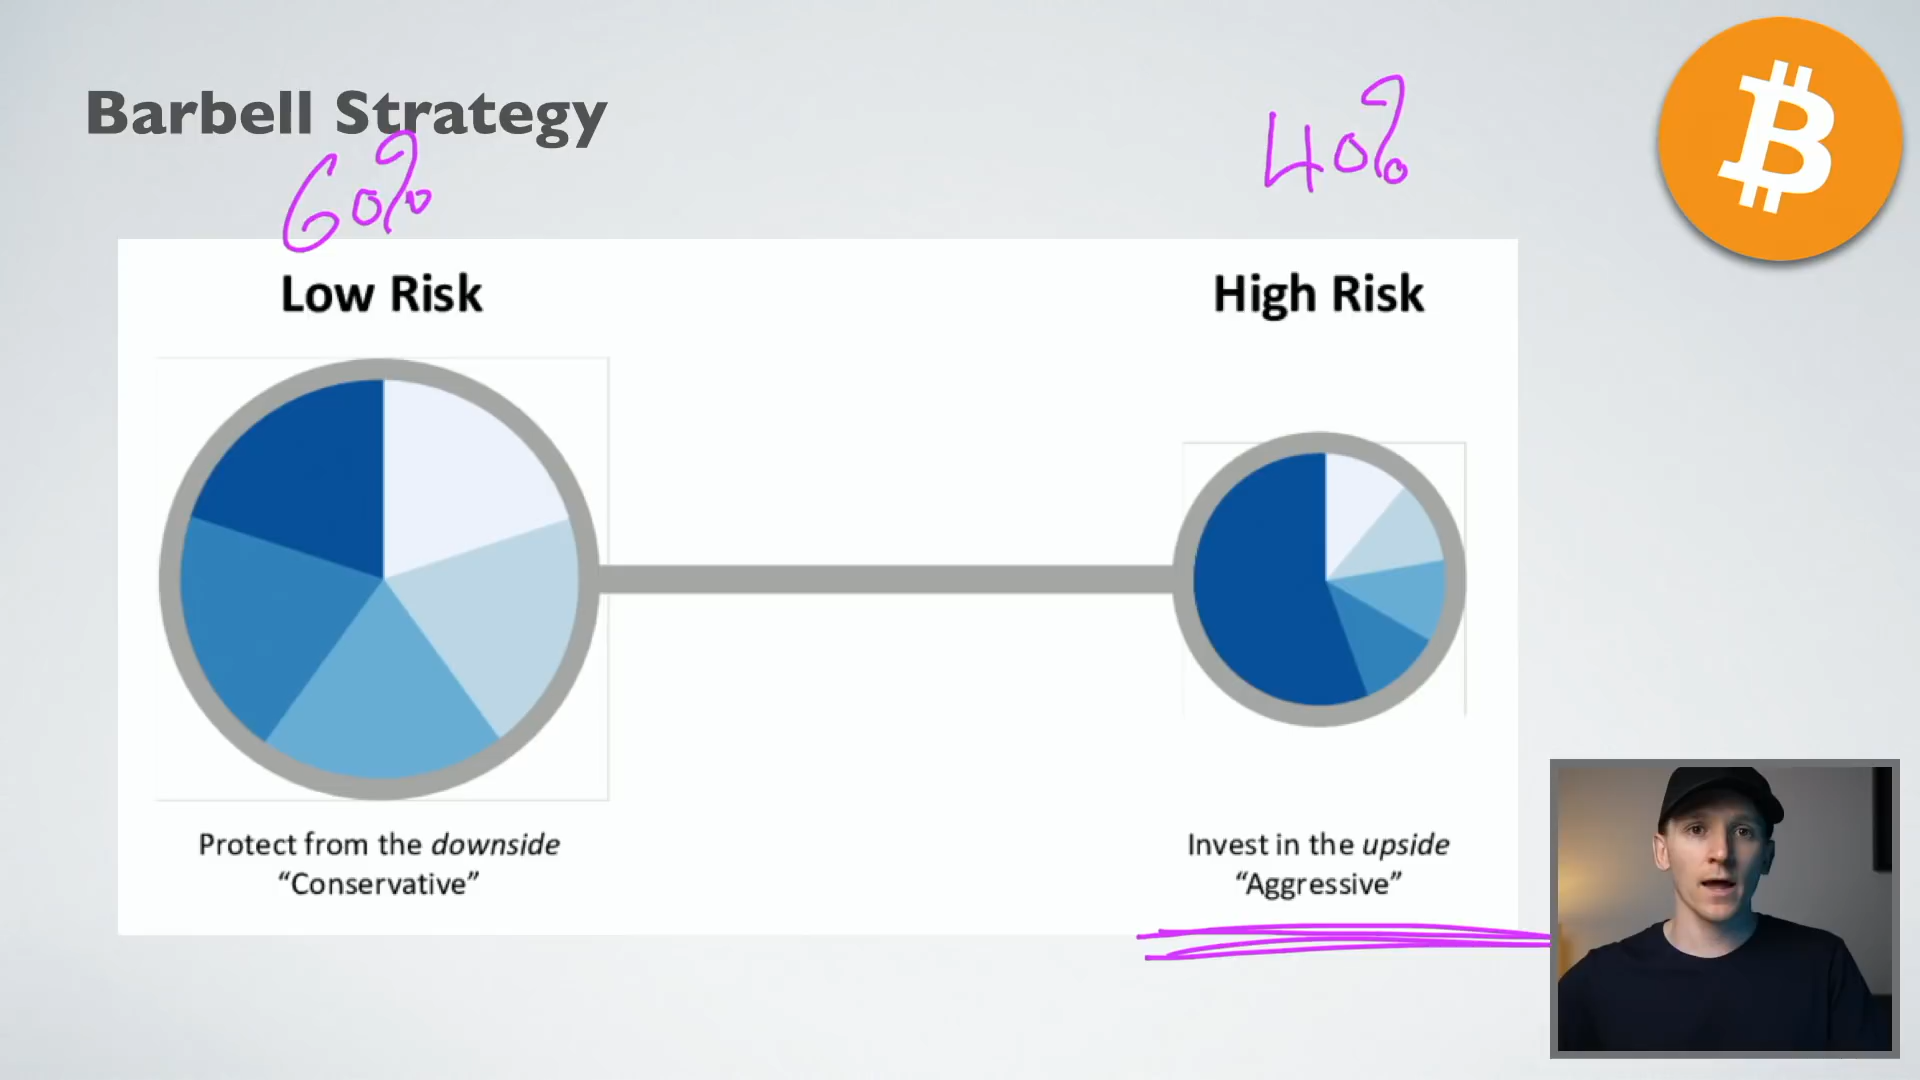 Barbell Strategy
60%
40%
Low Risk
High Risk
Protect from the downside
“Conservative”
Invest in the upside
“Aggressive”